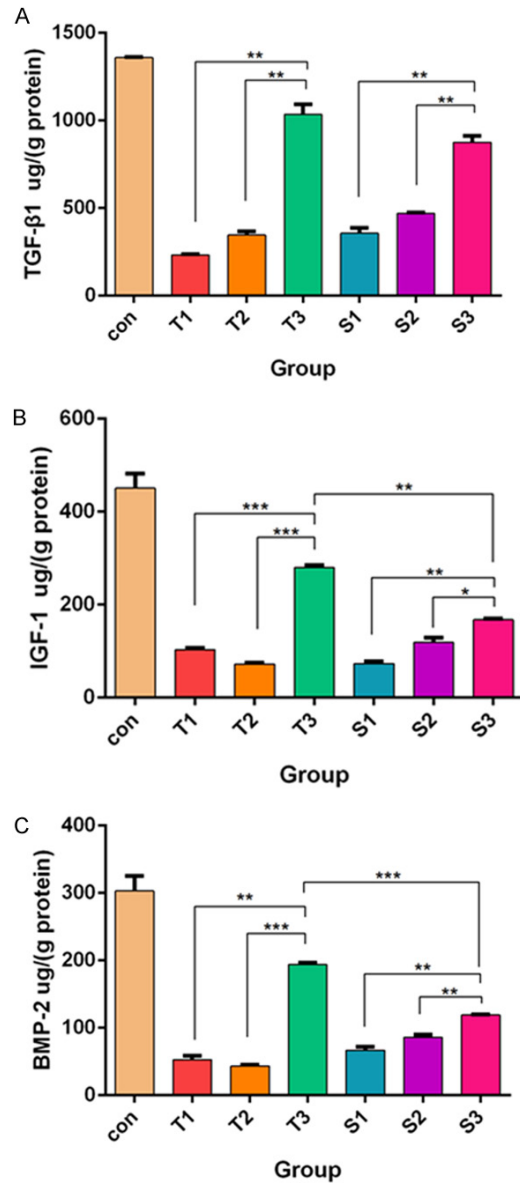 A
TGF-β1 ug/(g protein)
1500
1000
500
0
**
**
**
**
con
T1
T2
T3
S1
S2
S3
Group
B
IGF-1 ug/(g protein)
600
400
200
0
***
**
***
**
*
con
T1
T2
T3
S1
S2
S3
Group
C
BMP-2 ug/(g protein)
400
300
200
100
0
***
**
***
**
**
con
T1
T2
T3
S1
S2
S3
Group